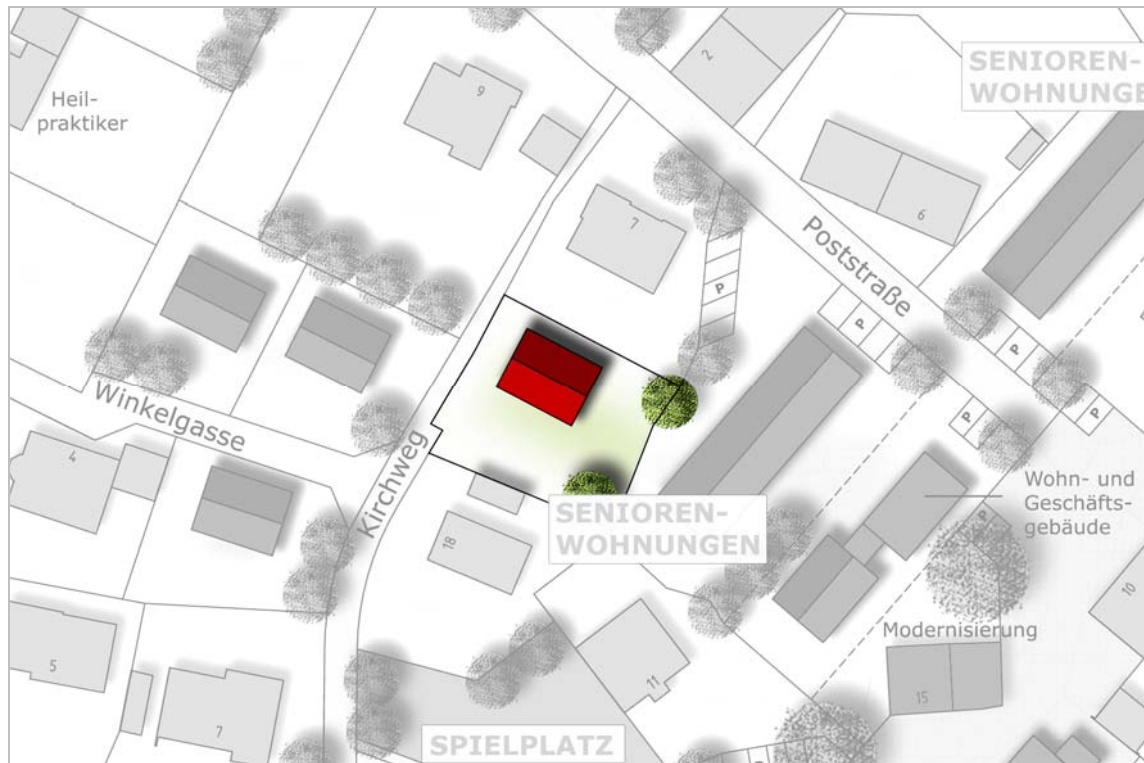 SENIOREN-
WOHNUNGE
Heil-
praktiker
9
2
7
6
P
Poststraße
P
P
P
P
Winkelgasse
Kirchweg
4
Wohn- und
Geschäfts-
gebäude
P
SENIOREN-
WOHNUNGEN
18
10
Modernisierung
5
7
11
15
SPIELPLATZ